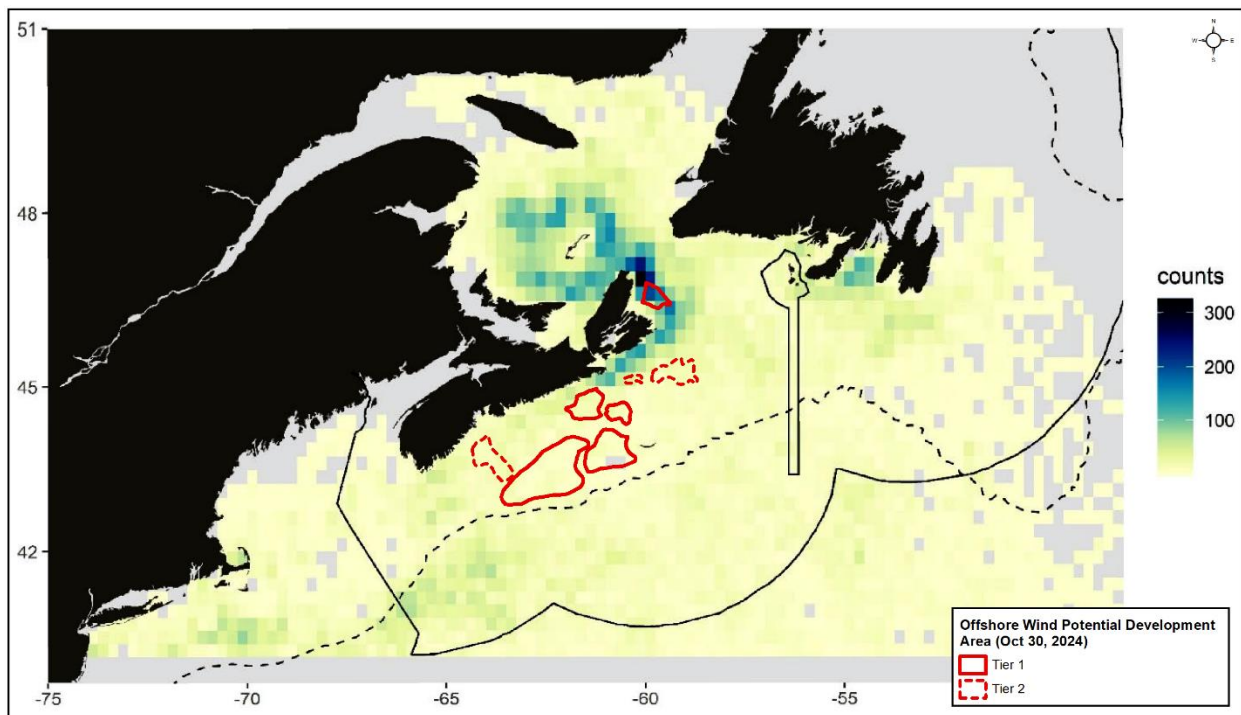 51
48
45
42
-75
-70
-65
-60
-55
N
W
E
S
counts
300
200
100
Offshore Wind Potential Development
Area (Oct 30, 2024)
Tier 1
Tier 2